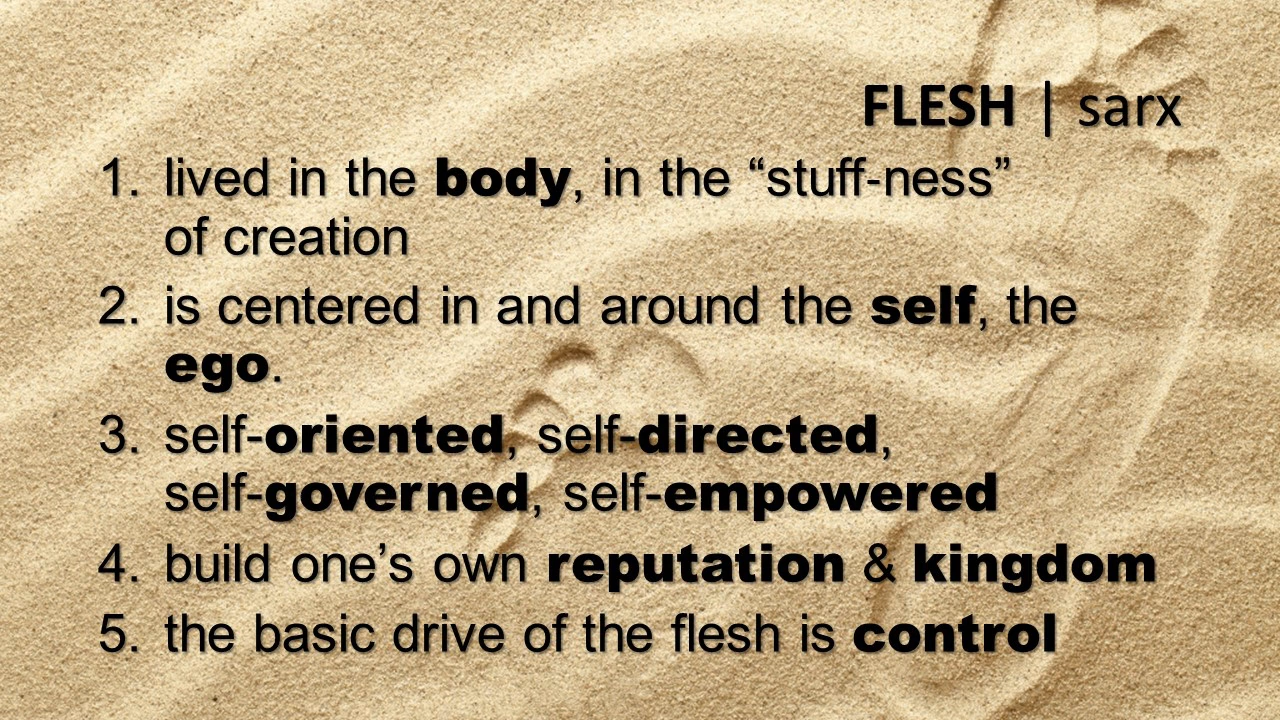 FLESH | sarx
1. lived in the body, in the “stuff-ness”
of creation
2. is centered in and around the self, the
ego.
3. self-oriented, self-directed,
self-governed, self-empowered
4. build one’s own reputation & kingdom
5. the basic drive of the flesh is control